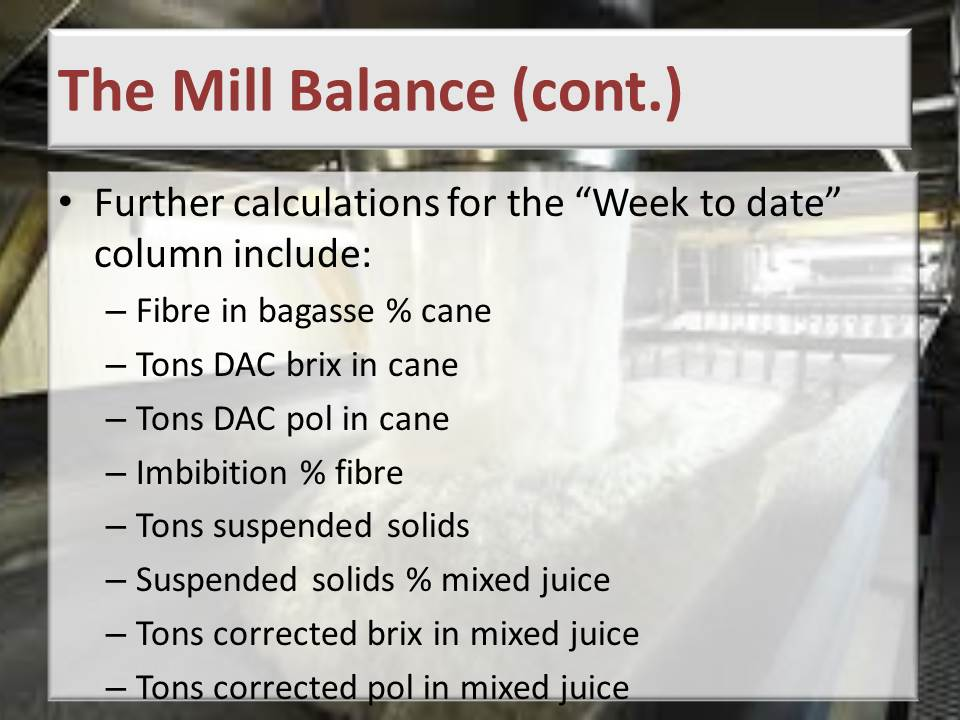 The Mill Balance (cont.)
• Further calculations for the “Week to date”
column include:
– Fibre in bagasse % cane
– Tons DAC brix in cane
– Tons DAC pol in cane
– Imbibition % fibre
– Tons suspended solids
– Suspended solids % mixed juice
– Tons corrected brix in mixed juice
– Tons corrected pol in mixed juice